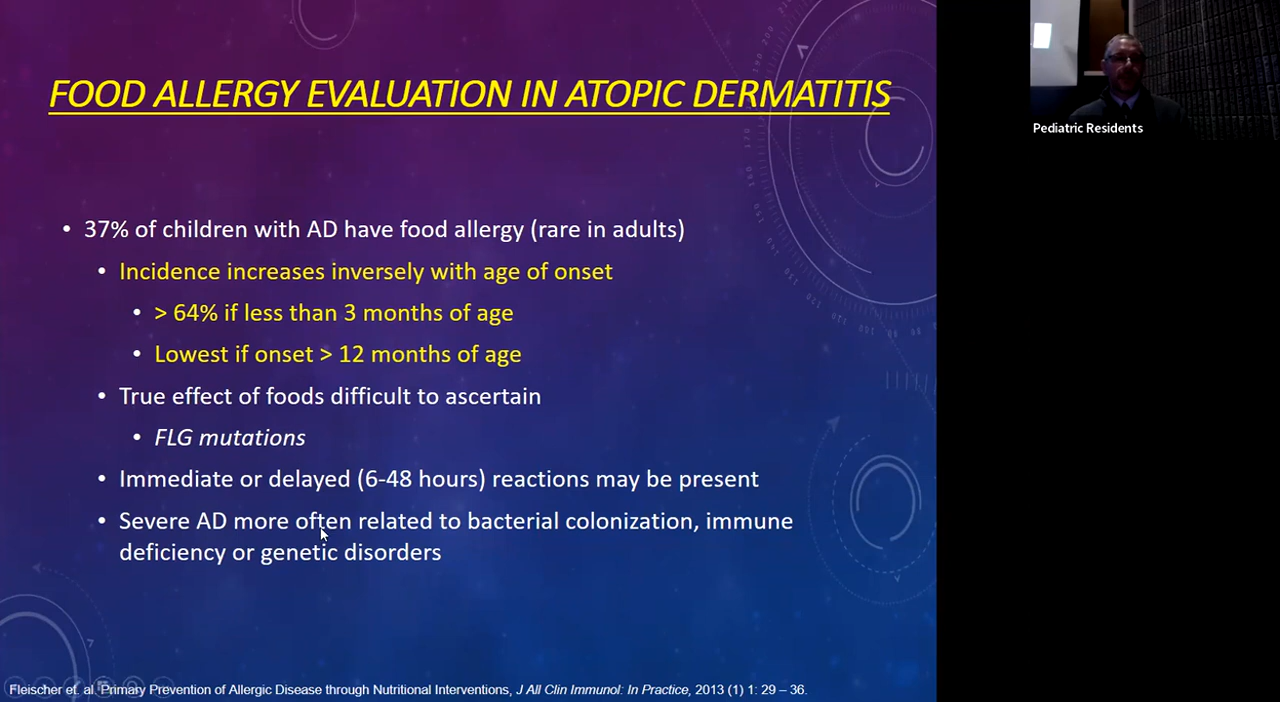 FOOD ALLERGY EVALUATION IN ATOPIC DERMATITIS
Pediatric Residents
• 37% of children with AD have food allergy (rare in adults)
• Incidence increases inversely with age of onset
• > 64% if less than 3 months of age
• Lowest if onset > 12 months of age
• True effect of foods difficult to ascertain
• FLG mutations
• Immediate or delayed (6-48 hours) reactions may be present
• Severe AD more often related to bacterial colonization, immune
deficiency or genetic disorders
Fleischer et. al. Primary Prevention of Allergic Disease through Nutritional Interventions, J All Clin Immunol: In Practice, 2013 (1) 1: 29 – 36.